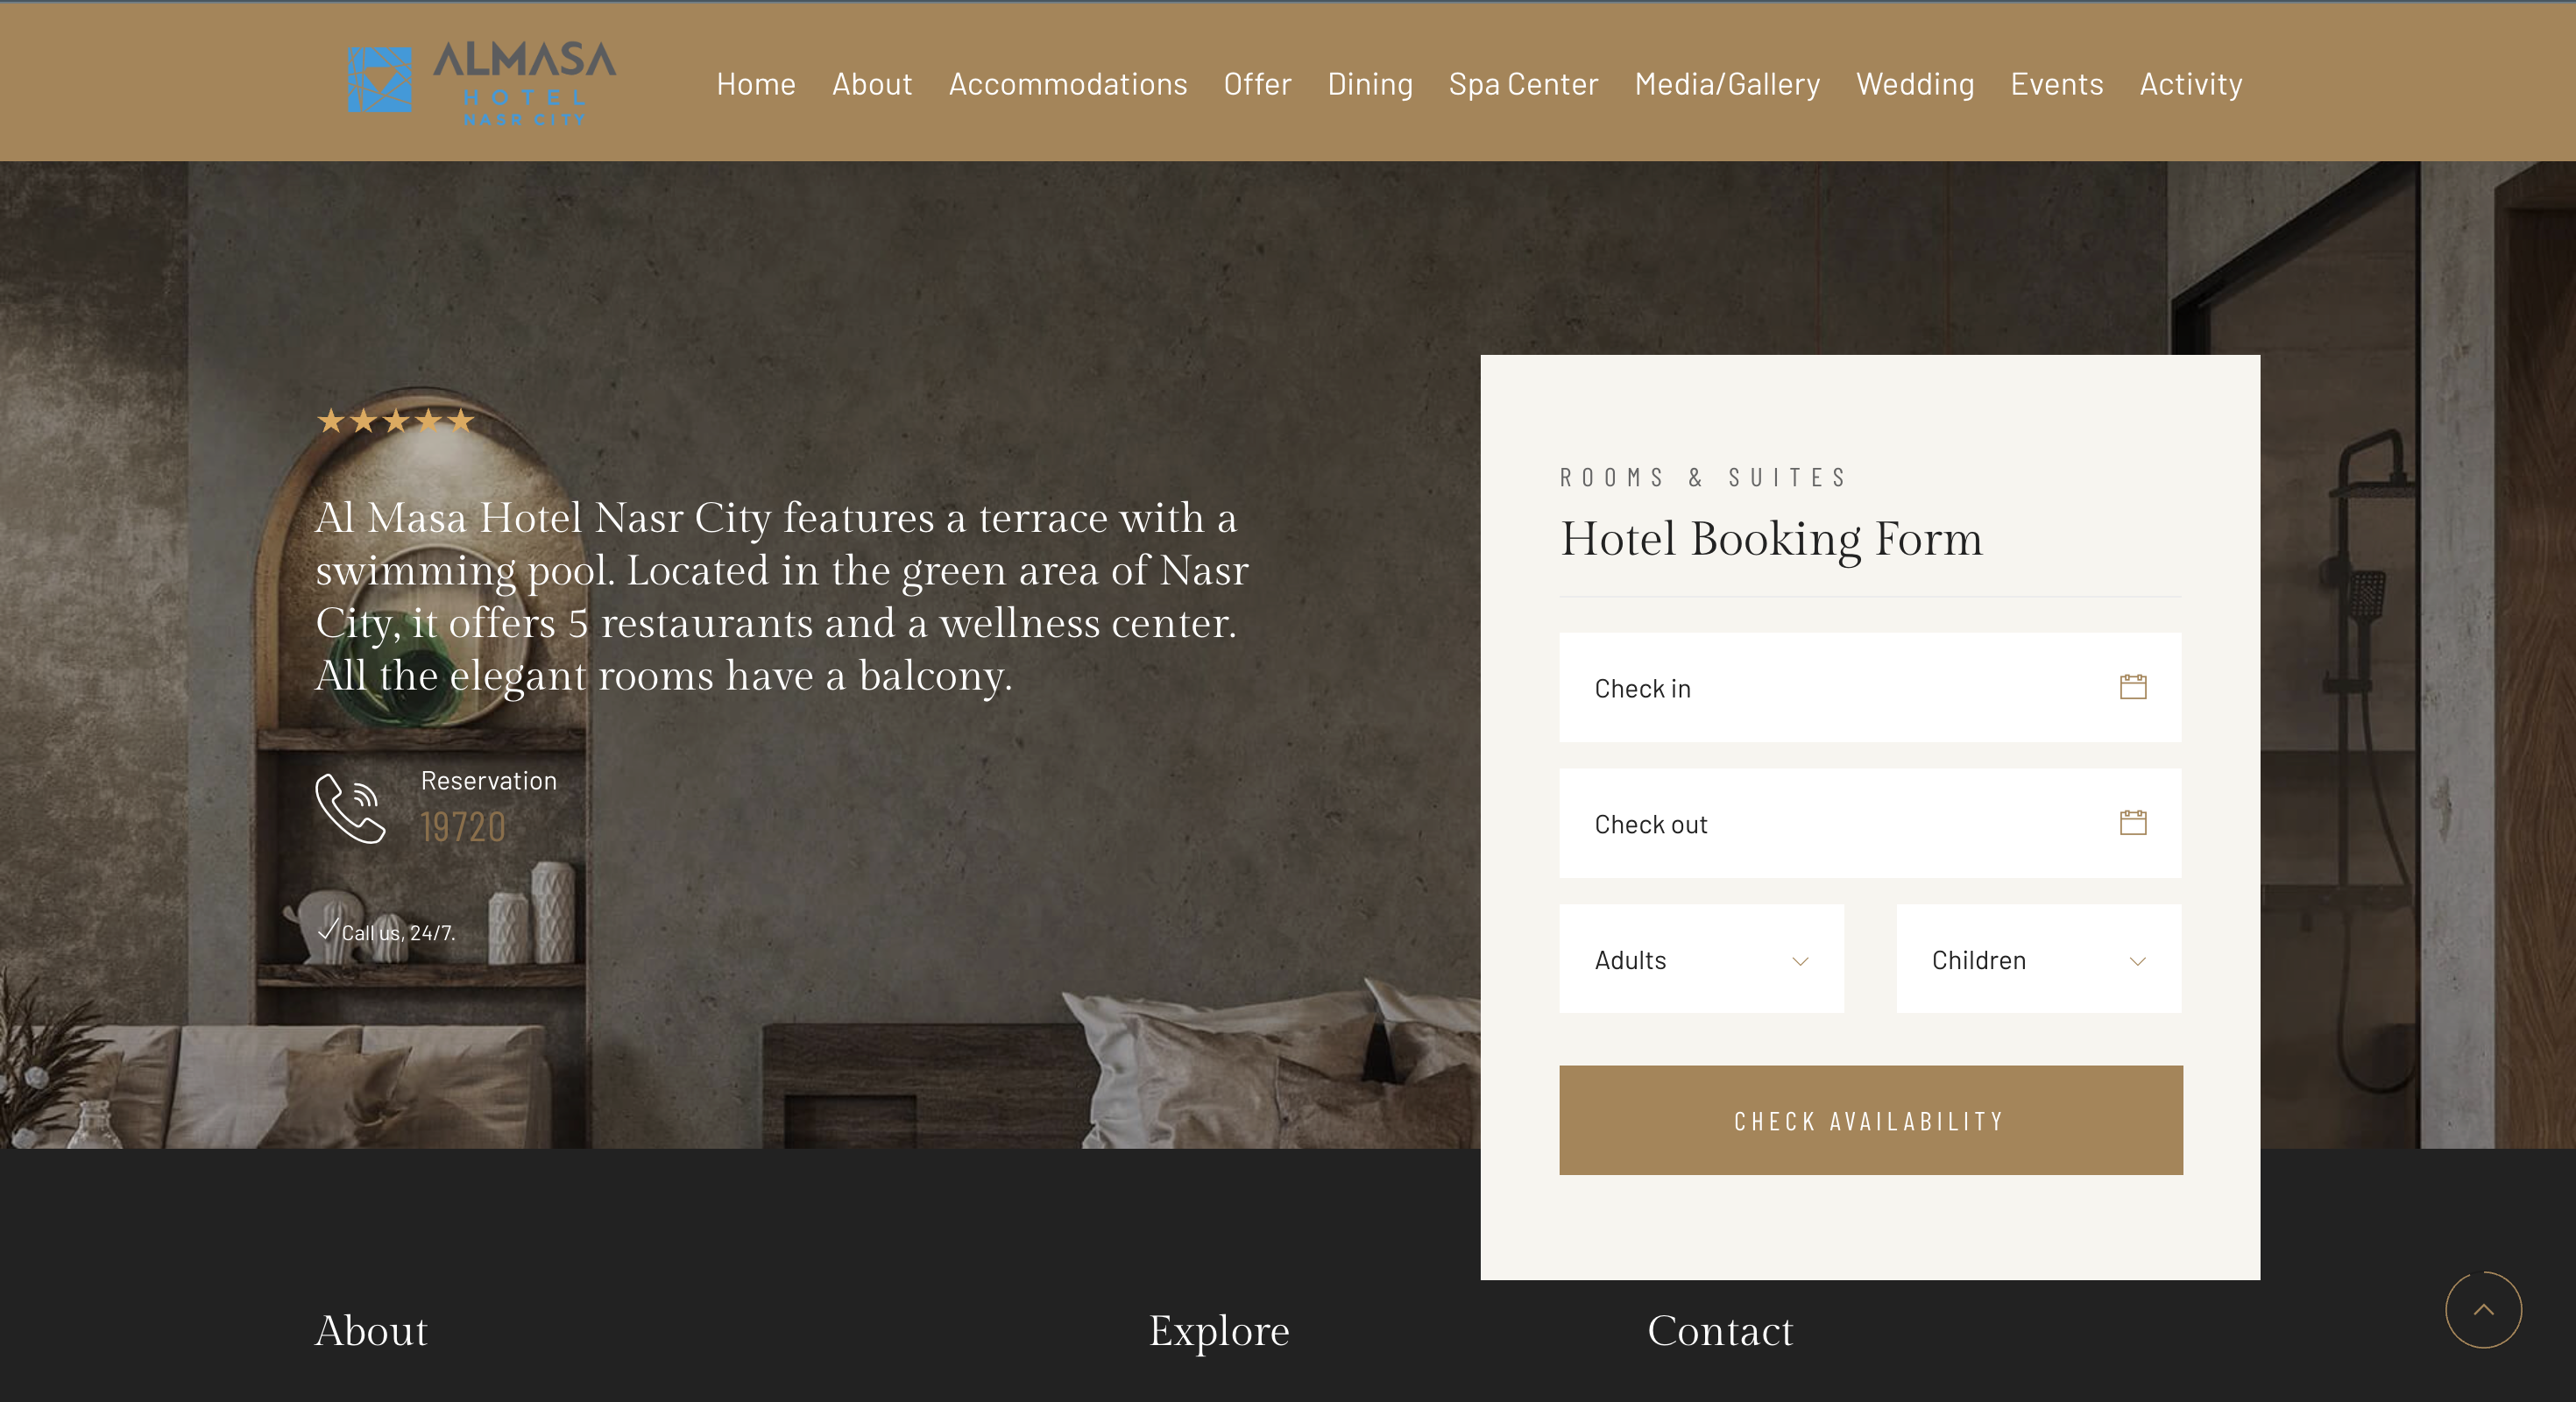 ALMASA
HOTEL
NASR CITY
Home About Accommodations Offer Dining Spa Center Media/Gallery Wedding Events Activity
Al Masa Hotel Nasr City features a terrace with a
swimming pool. Located in the green area of Nasr
City, it offers 5 restaurants and a wellness center.
All the elegant rooms have a balcony.
Reservation
19720
Call us, 24/7.
ROOMS & SUITES
Hotel Booking Form
Check in
Check out
Adults
Children
CHECK AVAILABILITY
About
Explore
Contact